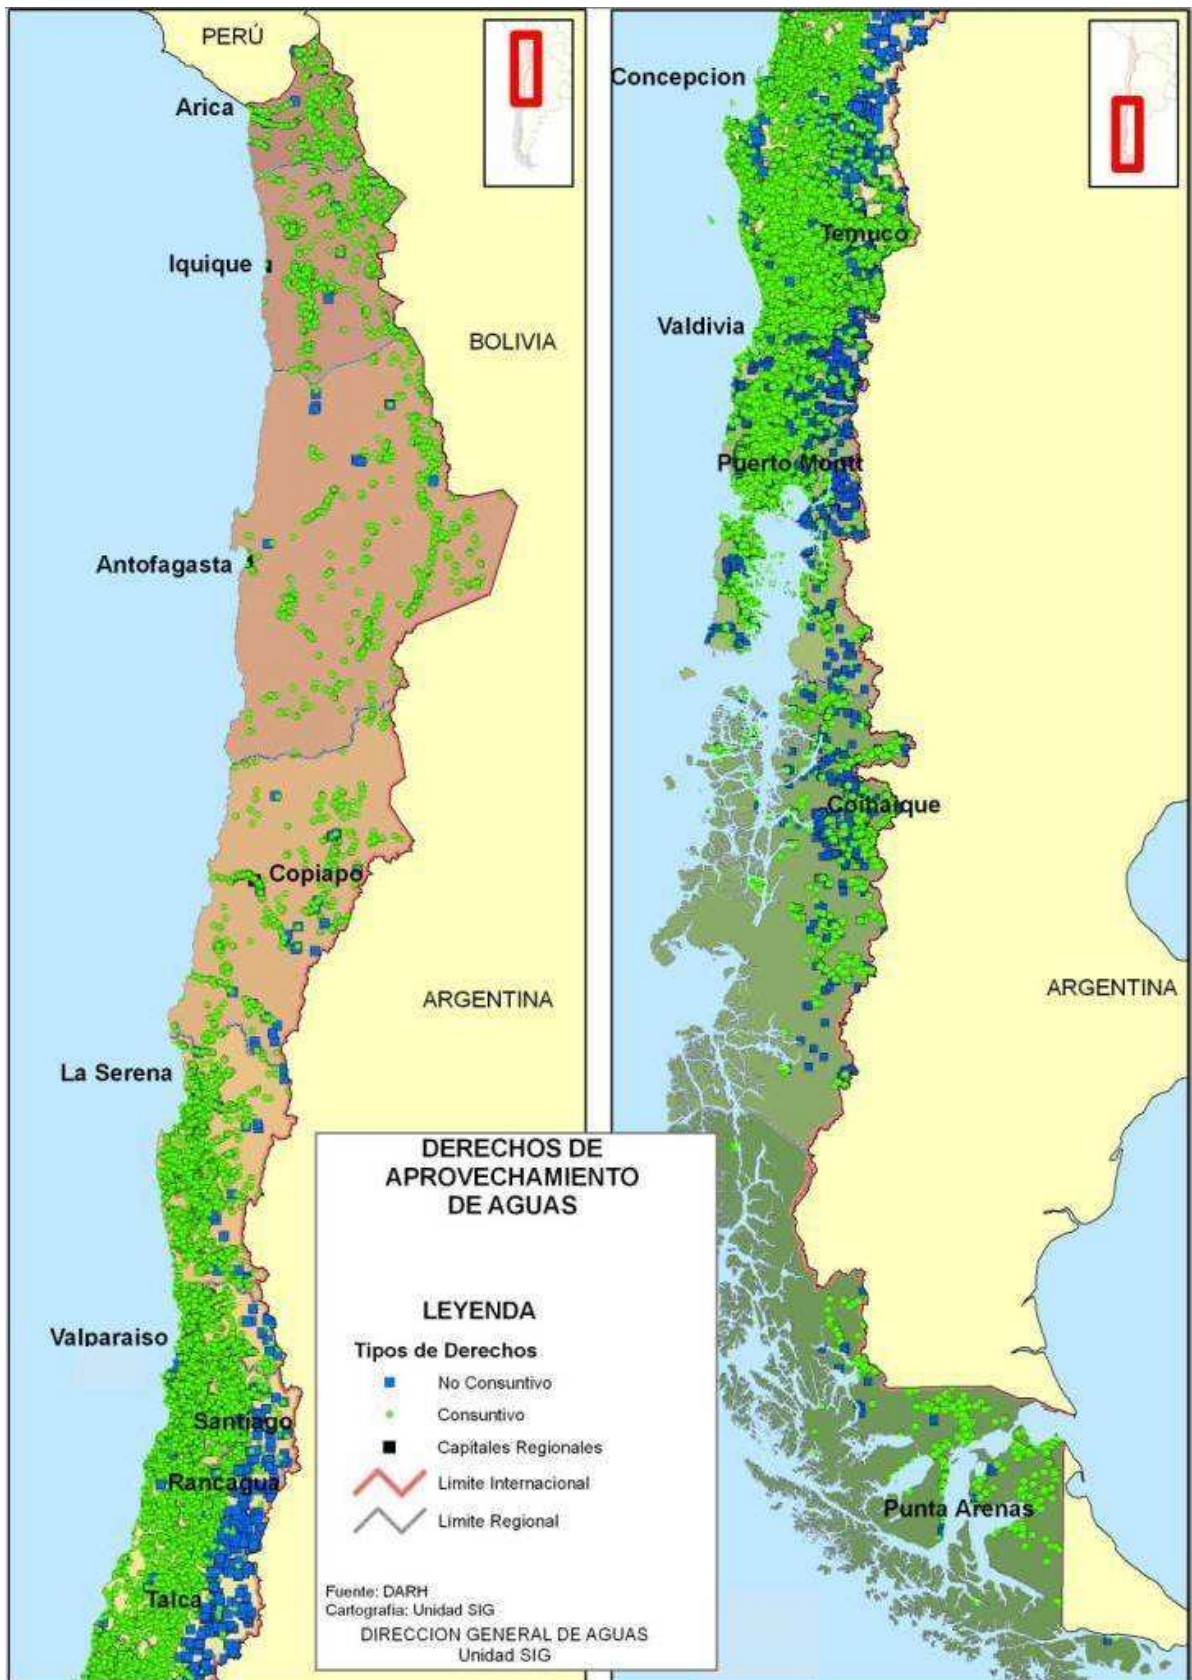 PERÚ
Arica
Iquique
BOLIVIA
Antofagasta
Copiapo
ARGENTINA
La Serena
Valparaiso
Santiago
Rancagua
Talca
DERECHOS DE
APROVECHAMIENTO
DE AGUAS
LEYENDA
Tipos de Derechos
No Consuntivo
Consuntivo
Capitales Regionales
Limite Internacional
Limite Regional
Fuente: DARH
Cartografia: Unidad SIG
DIRECCION GENERAL DE AGUAS
Unidad SIG
Concepcion
Temuco
Valdivia
Puerto Montt
Coihaique
ARGENTINA
Punta Arenas